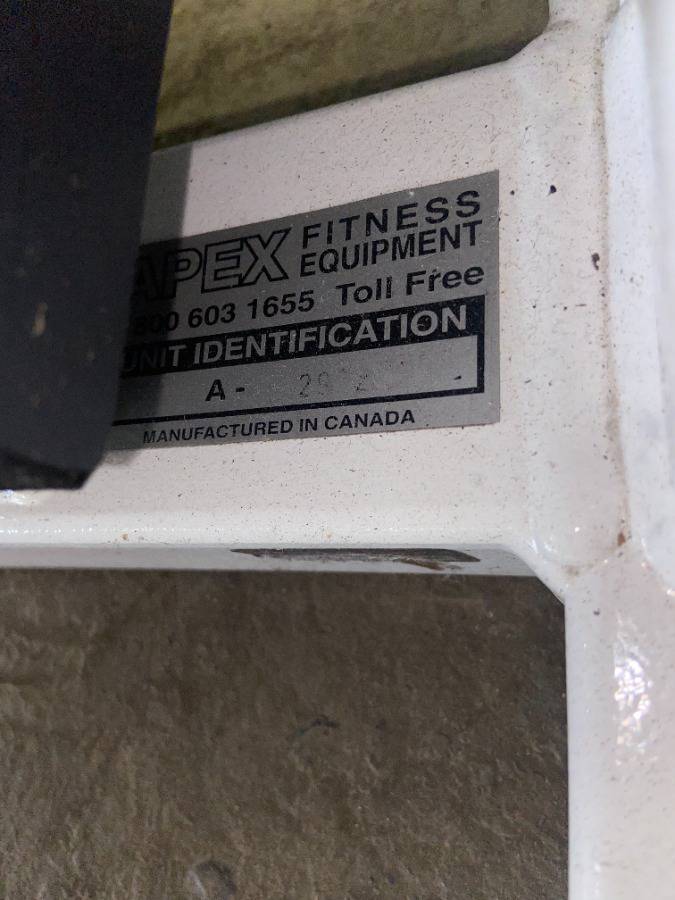 APEX FITNESS EQUIPMENT
800 603 1655 Toll Free
UNIT IDENTIFICATION
A - -
MANUFACTURED IN CANADA